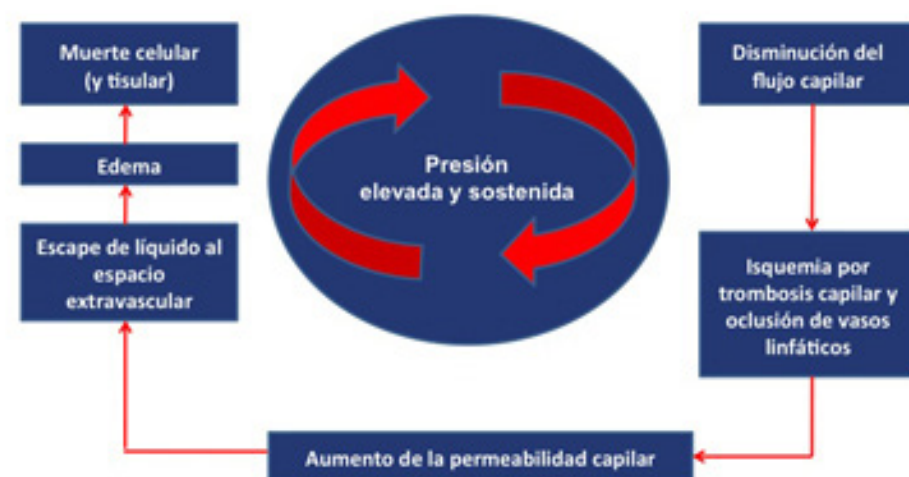 Muerte celular
(y tisular)
Edema
Escape de líquido al
espacio
extravascular
Presión
elevada y sostenida
Disminución del
flujo capilar
Isquemia por
trombosis capilar y
oclusión de vasos
linfáticos
Aumento de la permeabilidad capilar